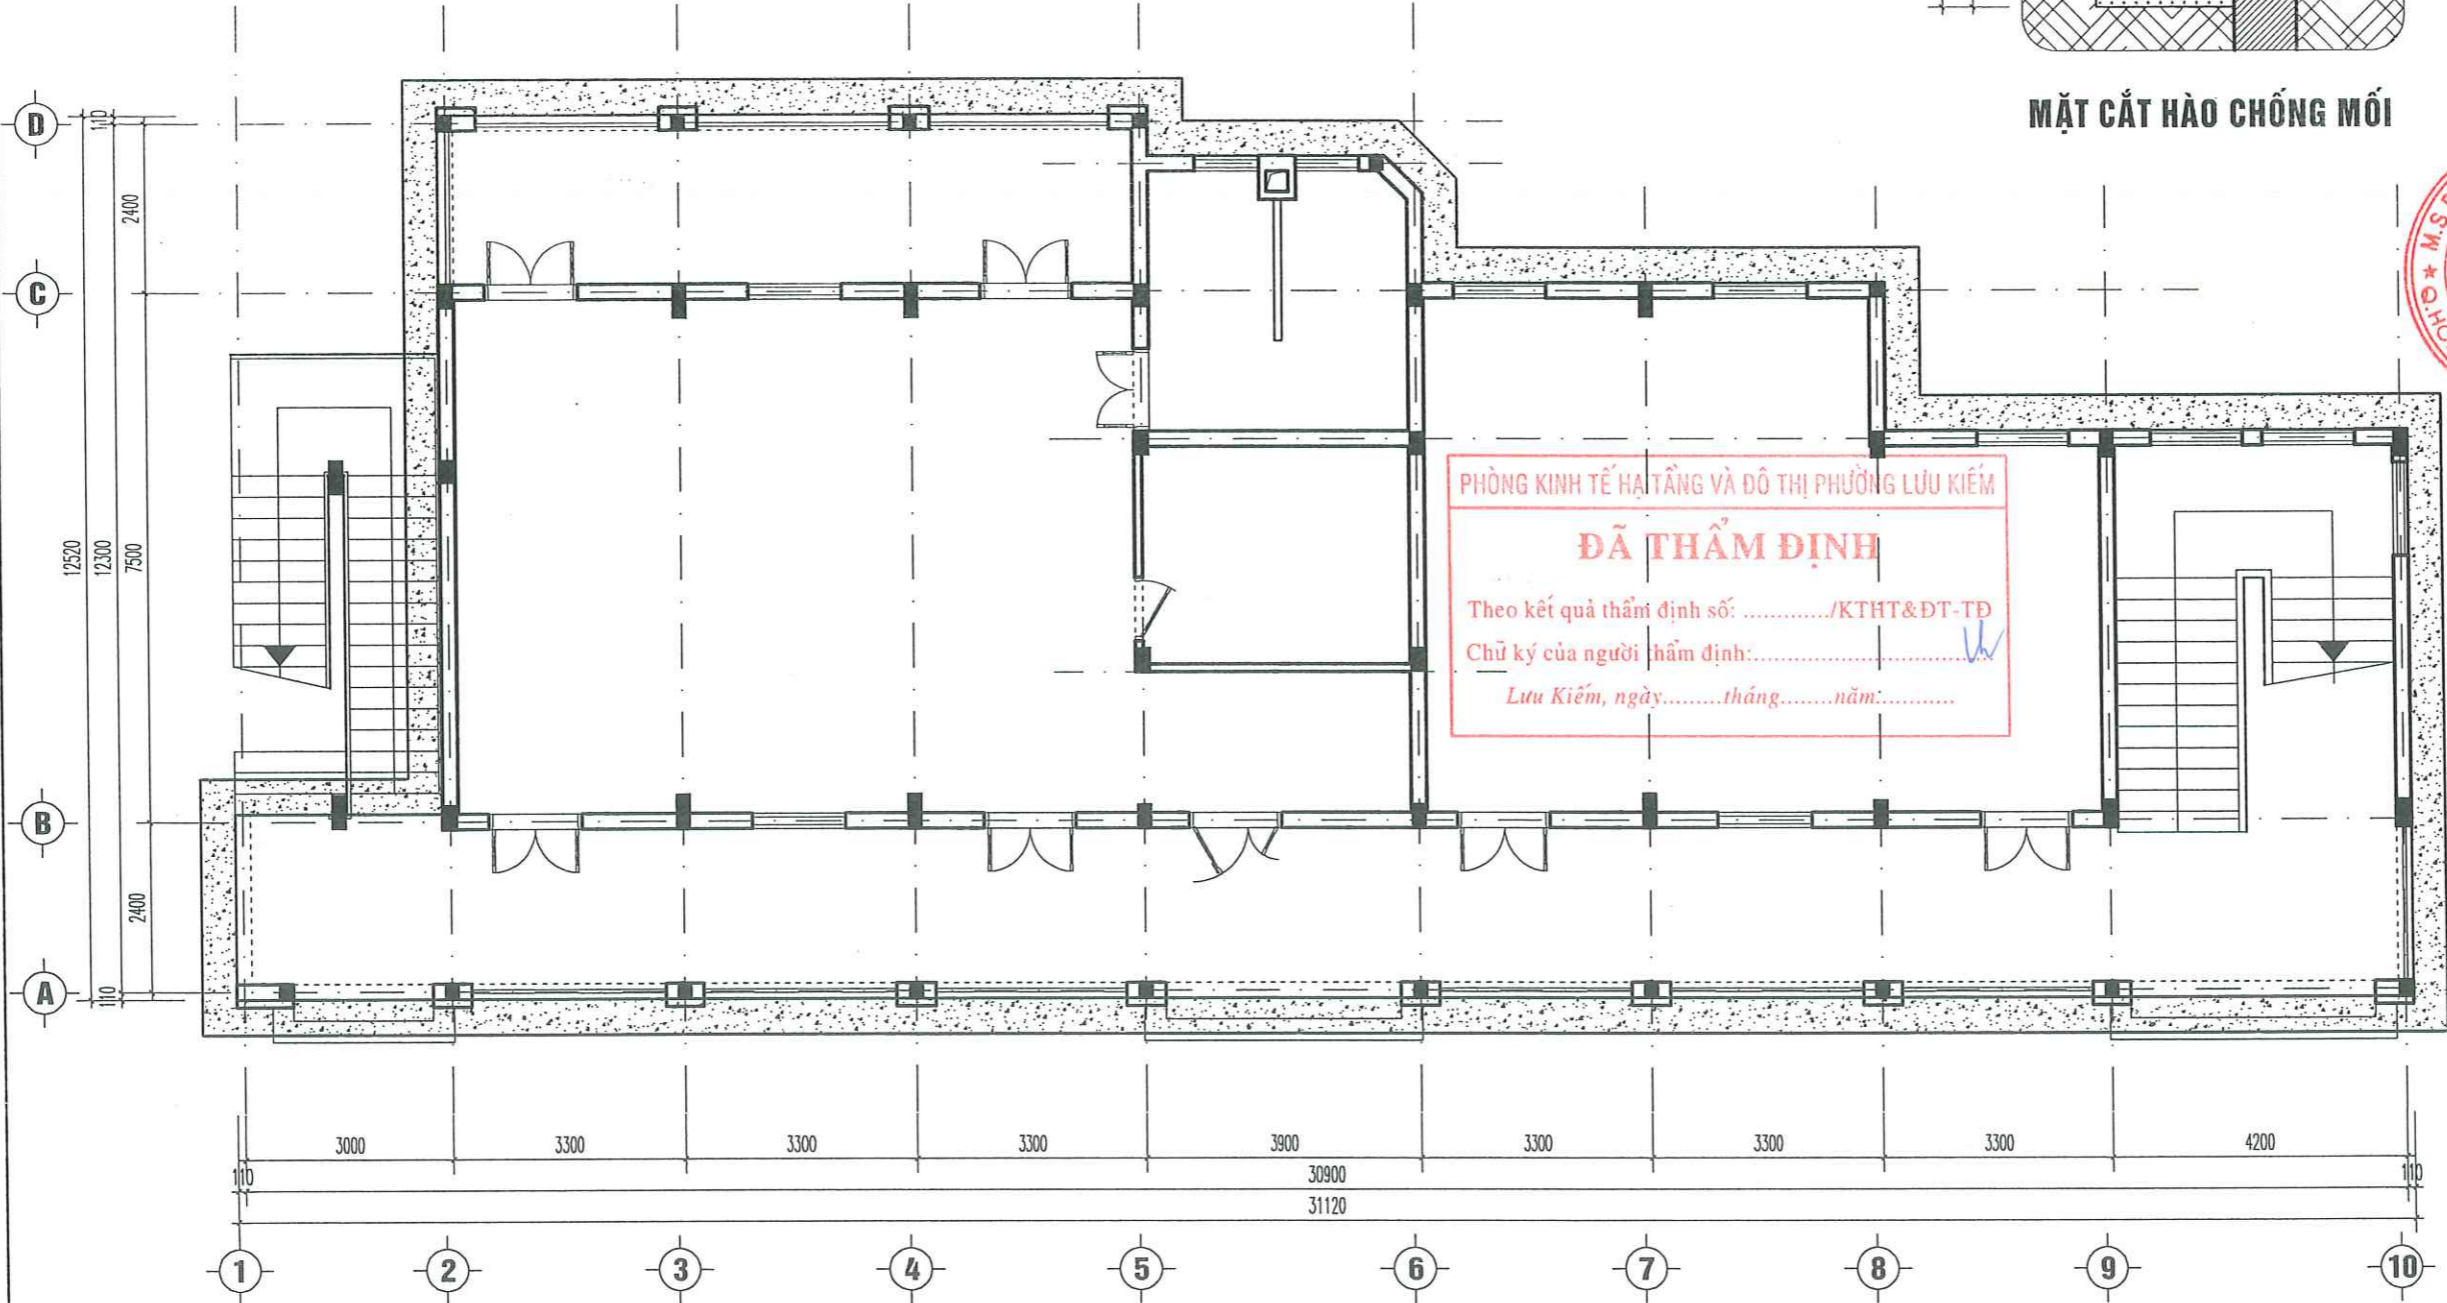 MẶT CẮT HÀO CHỐNG MỐI
D
C
B
A
110
2400
7500
2400
110
12300
12520
M.S
Q.HO
PHÒNG KINH TẾ HẠ TẦNG VÀ ĐÔ THỊ PHƯỜNG LƯU KIẾM
ĐÃ THẨM ĐỊNH
Theo kết quả thẩm định số: ............./KTHT&ĐT-TĐ
Chữ ký của người thẩm định:...................................
Lưu Kiếm, ngày.........tháng........năm............
3000 3300 3300 3300 3900 3300 3300 3300 4200
110 30900 110
31120
1 2 3 4 5 6 7 8 9 10